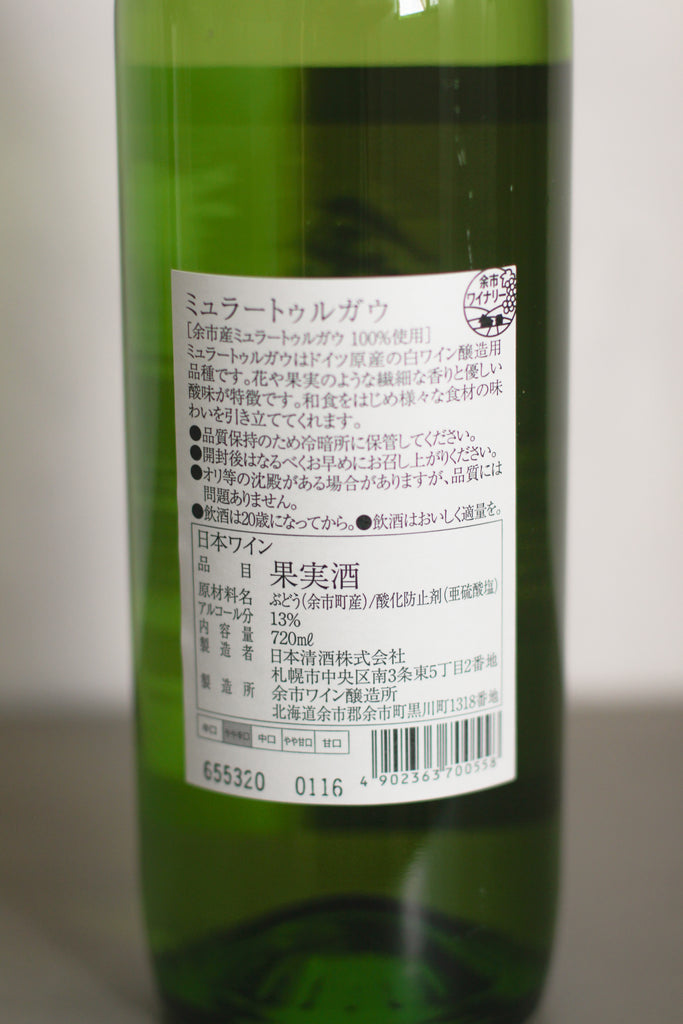 余市
ワイナリー
ミュラートゥルガウ
[余市産ミュラートゥルガウ 100%使用]
ミュラートゥルガウはドイツ原産の白ワイン醸造用
品種です。花や果実のような繊細な香りと優しい
酸味が特徴です。和食をはじめ様々な食材の味
わいを引き立ててくれます。
●品質保持のため冷暗所に保管してください。
●開封後はなるべくお早めにお召し上がりください。
●オリ等の沈殿がある場合がありますが、品質には
問題ありません。
●飲酒は20歳になってから。●飲酒はおいしく適量を。
日本ワイン
品目 果実酒
原材料名 ぶどう(余市町産)/酸化防止剤(亜硫酸塩)
アルコール分 13%
内容量 720㎖
製造者 日本清酒株式会社
札幌市中央区南3条東5丁目2番地
製造所 余市ワイン醸造所
北海道余市郡余市町黒川町1318番地
辛口 やや辛口 中口 やや甘口 甘口
655320 0116 4 902363 700558